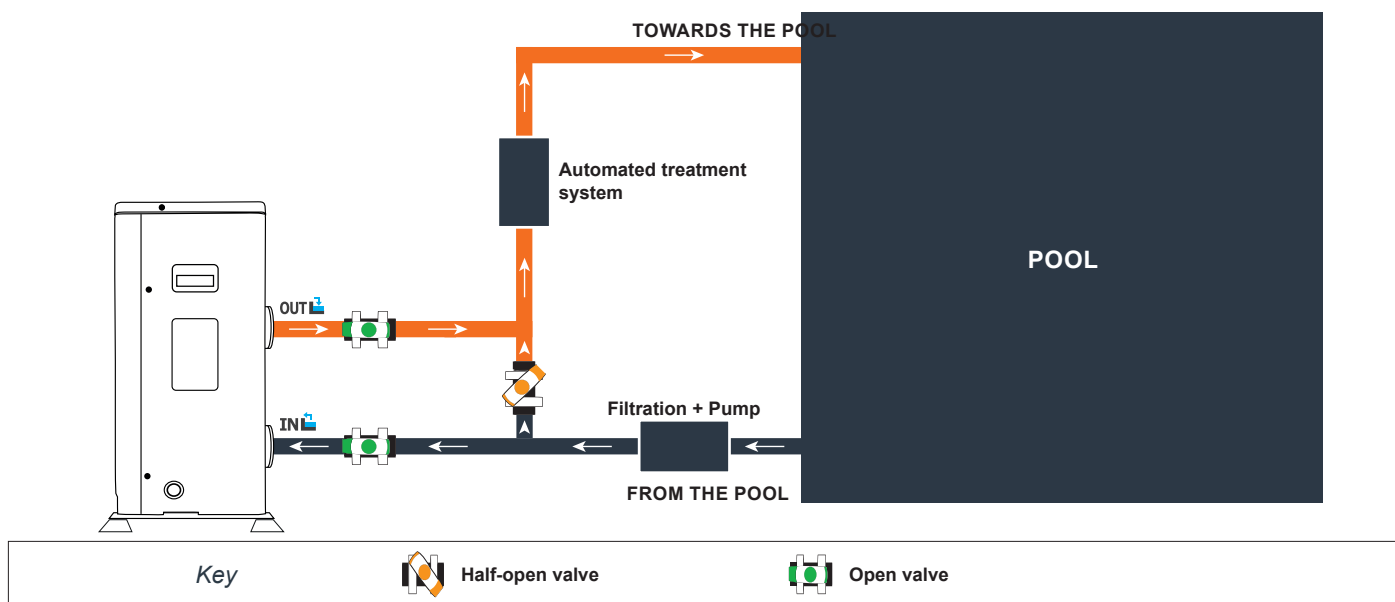 TOWARDS THE POOL
Automated treatment
system
POOL
OUT
IN
Filtration + Pump
FROM THE POOL
Key
Half-open valve
Open valve